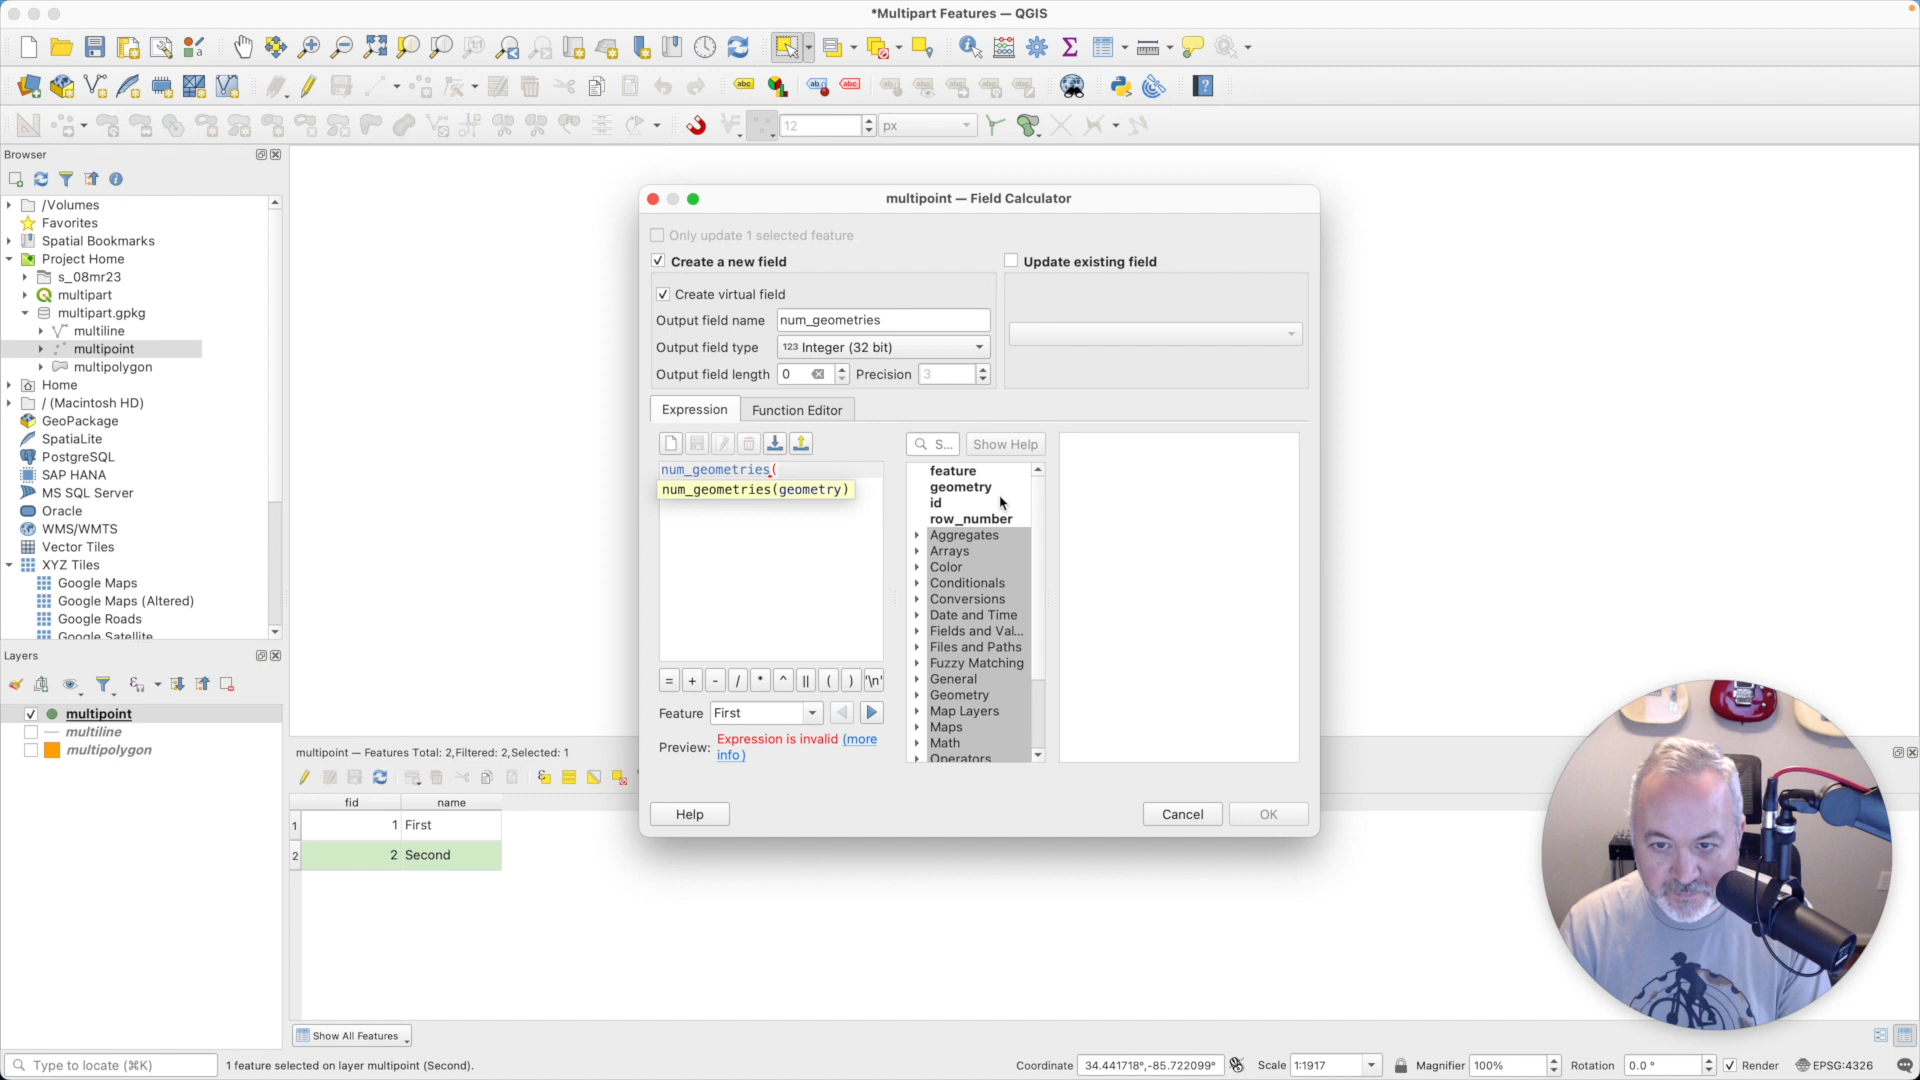 *Multipart Features — QGIS
12
px
Browser
/Volumes
Favorites
Spatial Bookmarks
Project Home
s_08mr23
multipart
multipart.gpkg
multiline
multipoint
multipolygon
Home
/ (Macintosh HD)
GeoPackage
SpatiaLite
PostgreSQL
SAP HANA
MS SQL Server
Oracle
WMS/WMTS
Vector Tiles
XYZ Tiles
Google Maps
Google Maps (Altered)
Google Roads
Google Satellite
Layers
multipoint
multiline
multipolygon
multipoint — Field Calculator
Only update 1 selected feature
Create a new field
Update existing field
Create virtual field
Output field name num_geometries
Output field type 123 Integer (32 bit)
Output field length 0 Precision 3
Expression Function Editor
S... Show Help
num_geometries(
num_geometries(geometry)
feature
geometry
id
row_number
Aggregates
Arrays
Color
Conditionals
Conversions
Date and Time
Fields and Val...
Files and Paths
Fuzzy Matching
General
Geometry
Map Layers
Maps
Math
Operators
= + - / * ^ || ( ) '\n'
Feature First
Preview: Expression is invalid (more
info)
Help Cancel OK
multipoint — Features Total: 2,Filtered: 2,Selected: 1
fid name
1 1 First
2 2 Second
Show All Features
Type to locate (⌘K) 1 feature selected on layer multipoint (Second). Coordinate 34.441718°,-85.722099° Scale 1:1917 Magnifier 100% Rotation 0.0 ° Render EPSG:4326